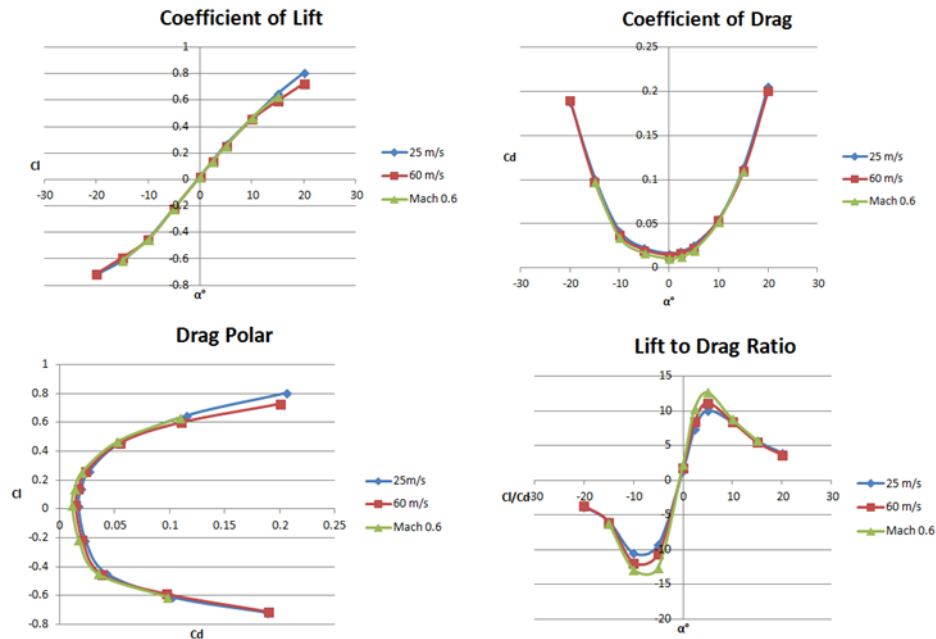 Coefficient of Lift
1
0.8
0.6
0.4
0.2
0
-0.2
-0.4
-0.6
-0.8
-30 -20 -10 0 10 20 30
Cl
α°
25 m/s
60 m/s
Mach 0.6
Coefficient of Drag
0.25
0.2
0.15
0.1
0.05
0
-30 -20 -10 0 10 20 30
Cd
α°
25 m/s
60 m/s
Mach 0.6
Drag Polar
1
0.8
0.6
0.4
0.2
0
-0.2
-0.4
-0.6
-0.8
0 0.05 0.1 0.15 0.2 0.25
Cl
Cd
25m/s
60 m/s
Mach 0.6
Lift to Drag Ratio
15
10
5
0
-5
-10
-15
-20
-30 -20 -10 0 10 20 30
Cl/Cd
α°
25 m/s
60 m/s
Mach 0.6